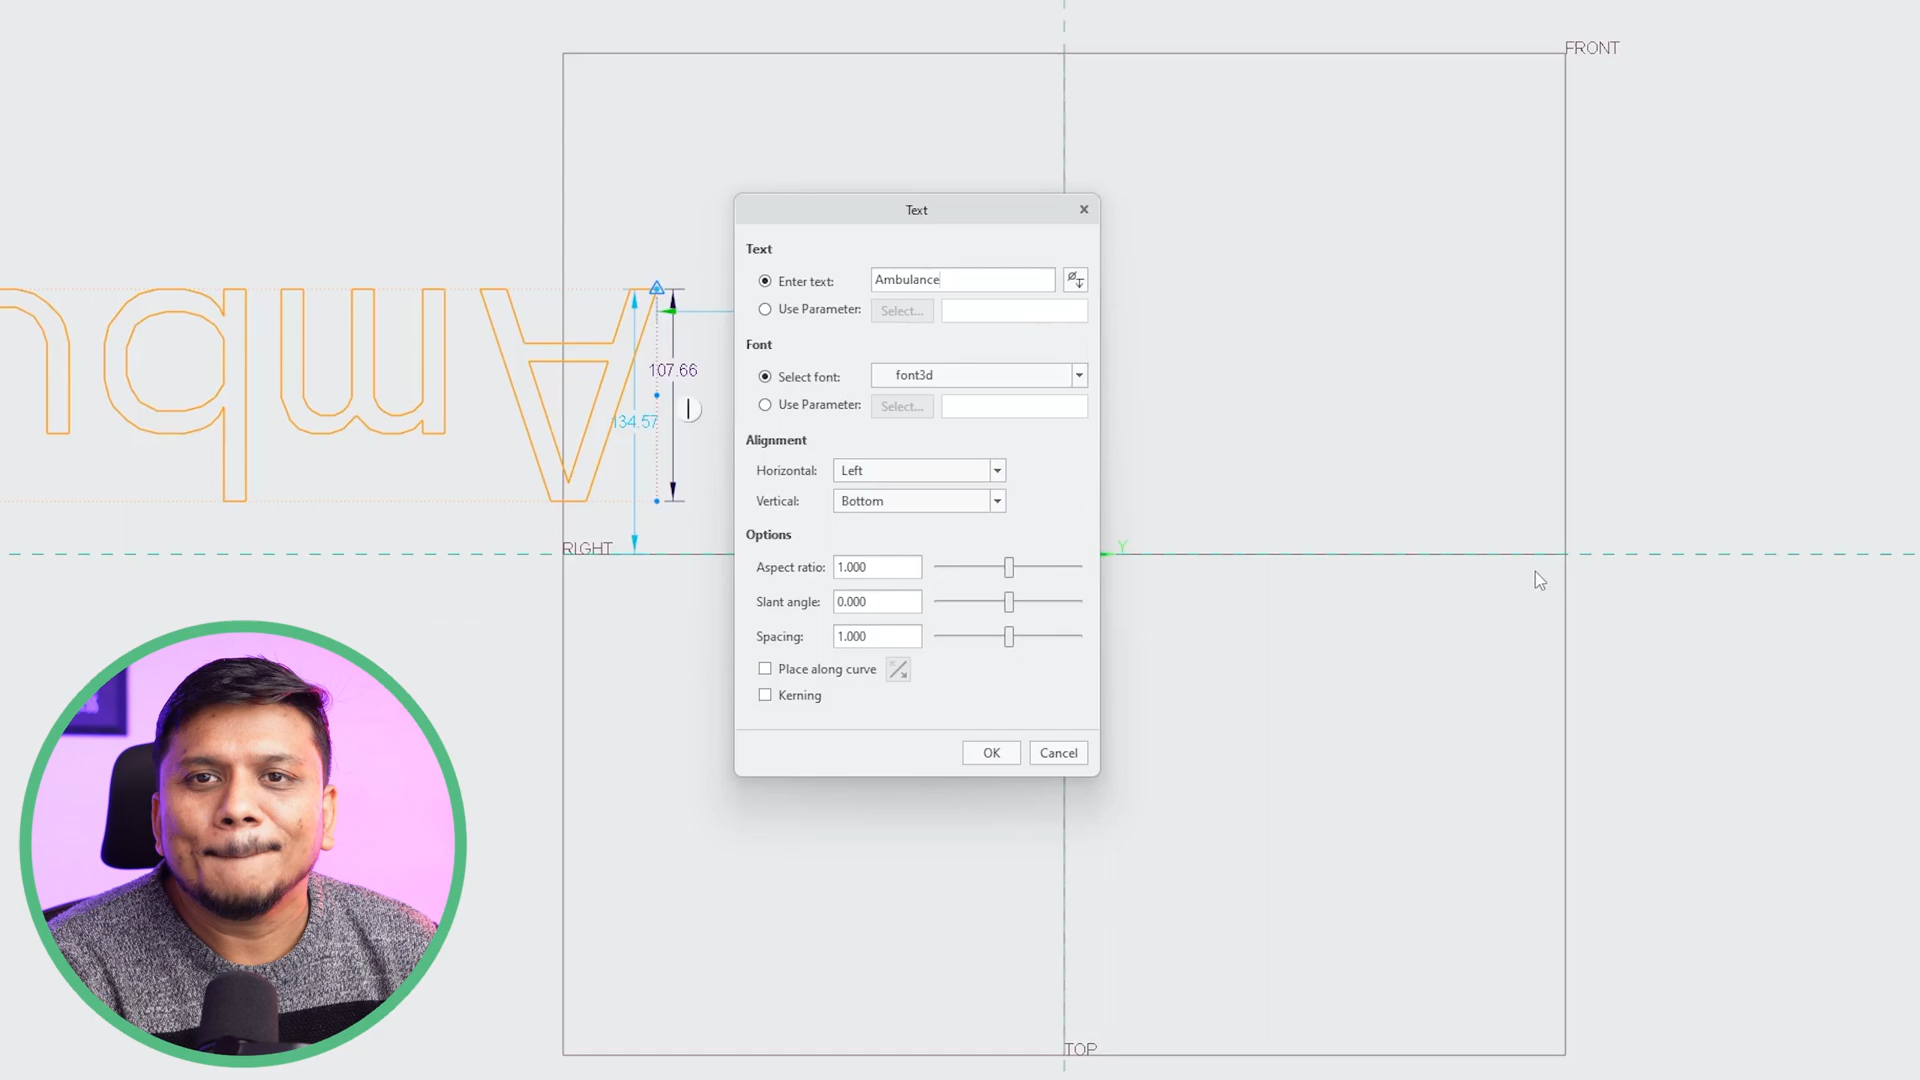 FRONT
Text
Text
Enter text: Ambulance
Use Parameter: Select...
Font
Select font: font3d
Use Parameter: Select...
Alignment
Horizontal: Left
Vertical: Bottom
Options
Aspect ratio: 1.000
Slant angle: 0.000
Spacing: 1.000
Place along curve
Kerning
OK Cancel
Ambu
107.66
134.57
RIGHT
Y
TOP